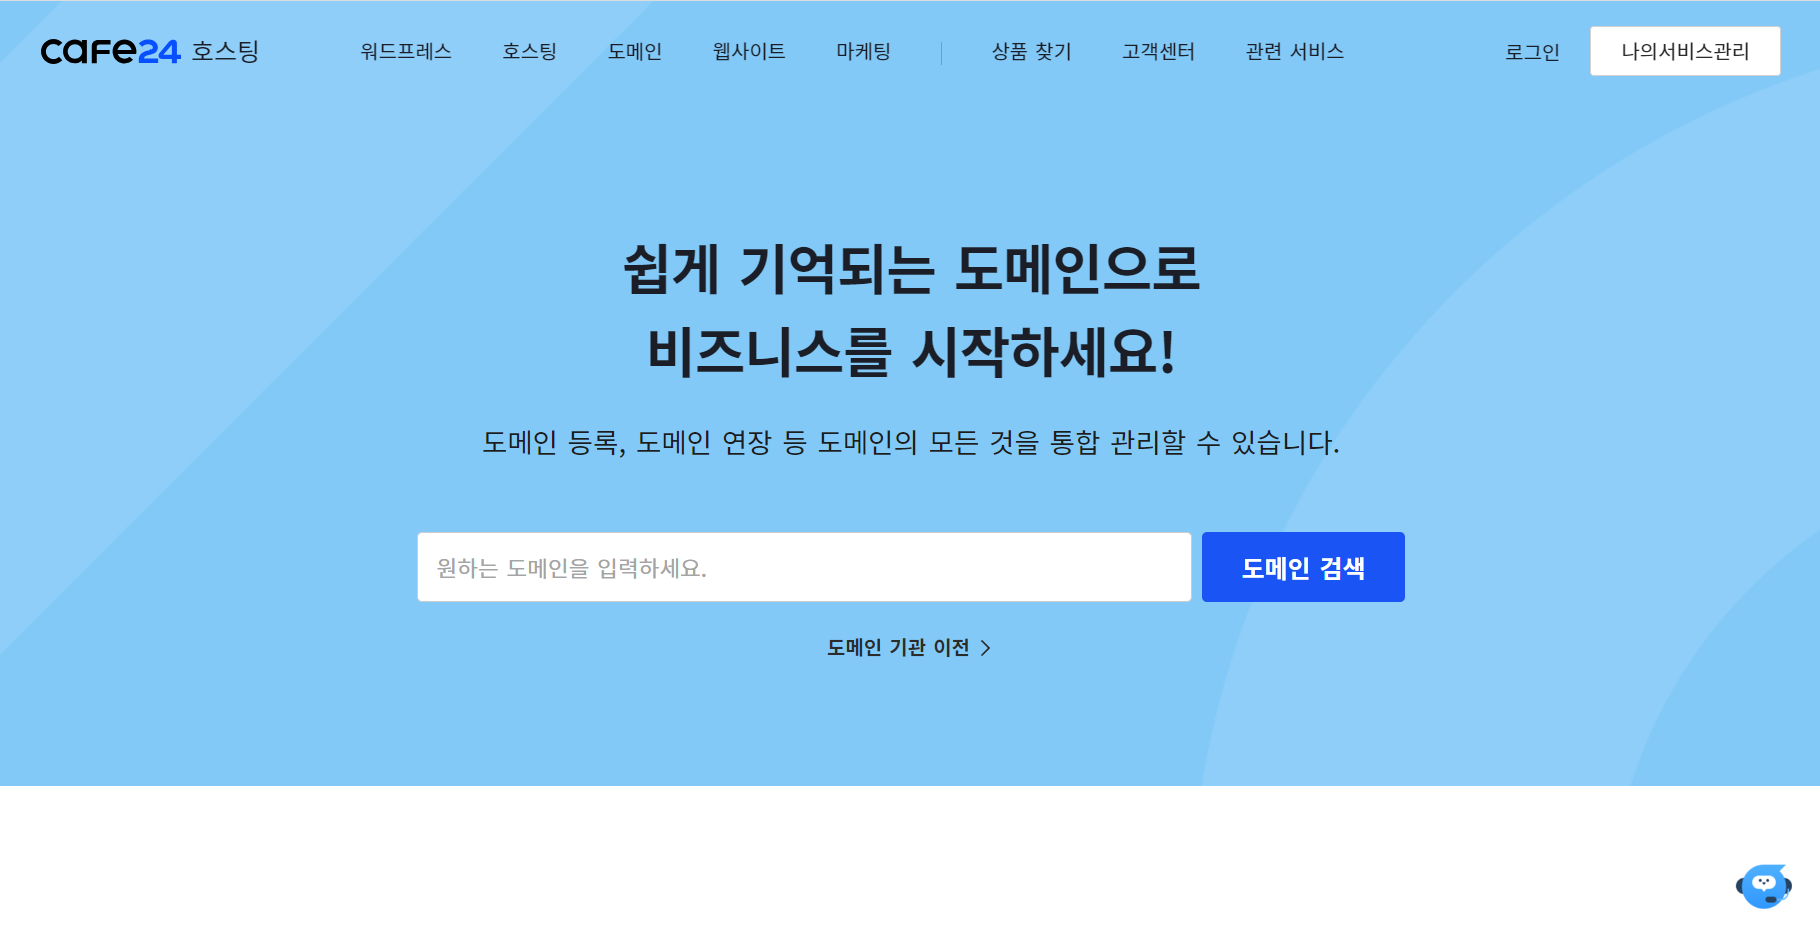 cafe24 호스팅 워드프레스 호스팅 도메인 웹사이트 마케팅 상품 찾기 고객센터 관련 서비스 로그인 나의서비스관리
쉽게 기억되는 도메인으로
비즈니스를 시작하세요!
도메인 등록, 도메인 연장 등 도메인의 모든 것을 통합 관리할 수 있습니다.
원하는 도메인을 입력하세요. 도메인 검색
도메인 기관 이전